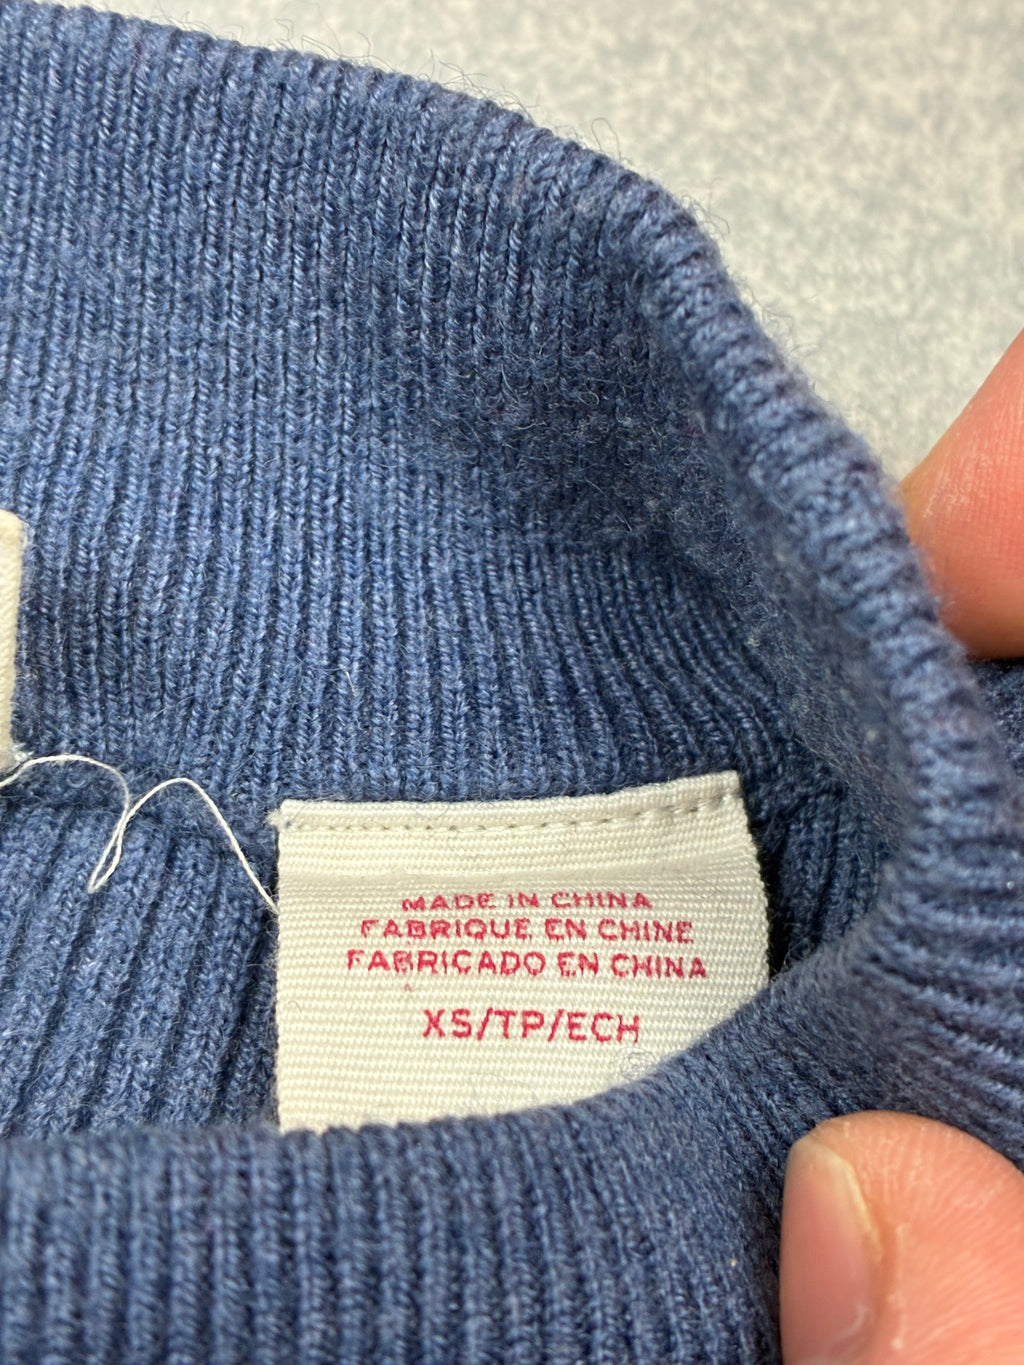 MADE IN CHINA
FABRIQUE EN CHINE
FABRICADO EN CHINA
XS/TP/ECH